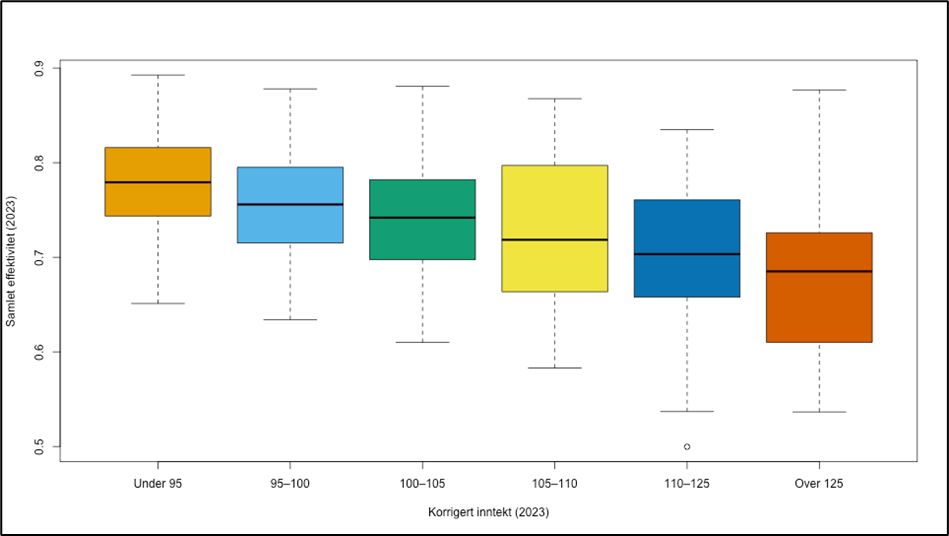 0.9
0.8
0.7
0.6
0.5
Samlet effektivitet (2023)
Under 95
95–100
100–105
105–110
110–125
Over 125
Korrigert inntekt (2023)